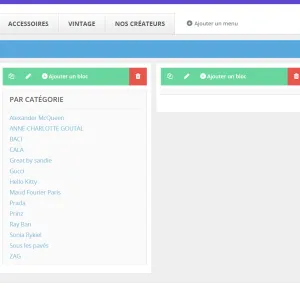 ACCESSOIRES VINTAGE NOS CRÉATEURS Ajouter un menu
Ajouter un bloc Ajouter un bloc
PAR CATÉGORIE
Alexander McQueen
ANNE-CHARLOTTE GOUTAL
BACI
CALA
Great by sandie
Gucci
Hello Kitty
Maud Fourier Paris
Prada
Prinz
Ray Ban
Sonia Rykiel
Sous les pavés
ZAG